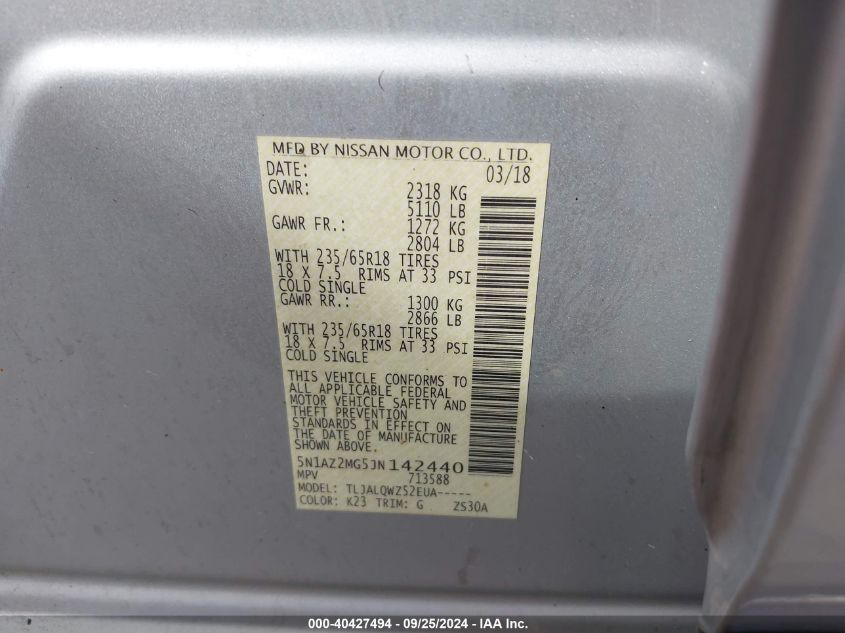 MFD BY NISSAN MOTOR CO., LTD.
DATE: 03/18
GVWR: 2318 KG
5110 LB
GAWR FR.: 1272 KG
2804 LB
WITH 235/65R18 TIRES
18 X 7.5 RIMS AT 33 PSI
COLD SINGLE
GAWR RR.: 1300 KG
2866 LB
WITH 235/65R18 TIRES
18 X 7.5 RIMS AT 33 PSI
COLD SINGLE
THIS VEHICLE CONFORMS TO
ALL APPLICABLE FEDERAL
MOTOR VEHICLE SAFETY AND
THEFT PREVENTION
STANDARDS IN EFFECT ON
THE DATE OF MANUFACTURE
SHOWN ABOVE.
5N1AZ2MG5JN142440
MPV 713588
MODEL: TLJALQWZ52EUA-----
COLOR: K23 TRIM: G ZS30A
000-40427494 - 09/25/2024 - IAA Inc.